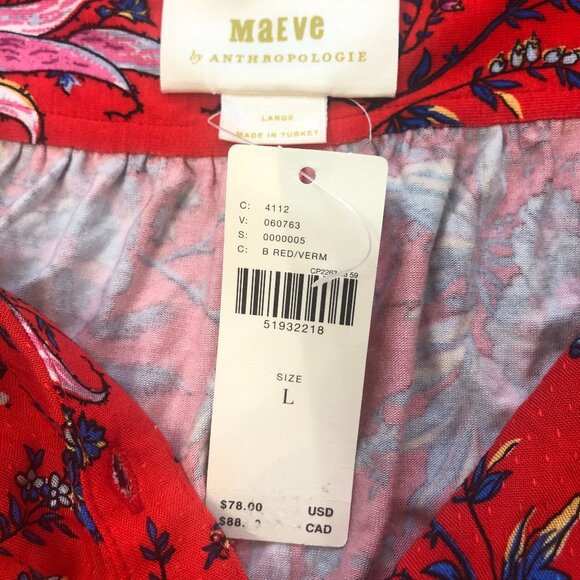 MAEVE
by ANTHROPOLOGIE
LARGE
MADE IN TURKEY
C: 4112
V: 060763
S: 0000005
C: B RED/VERM
51932218
SIZE
L
$78.00 USD
CAD